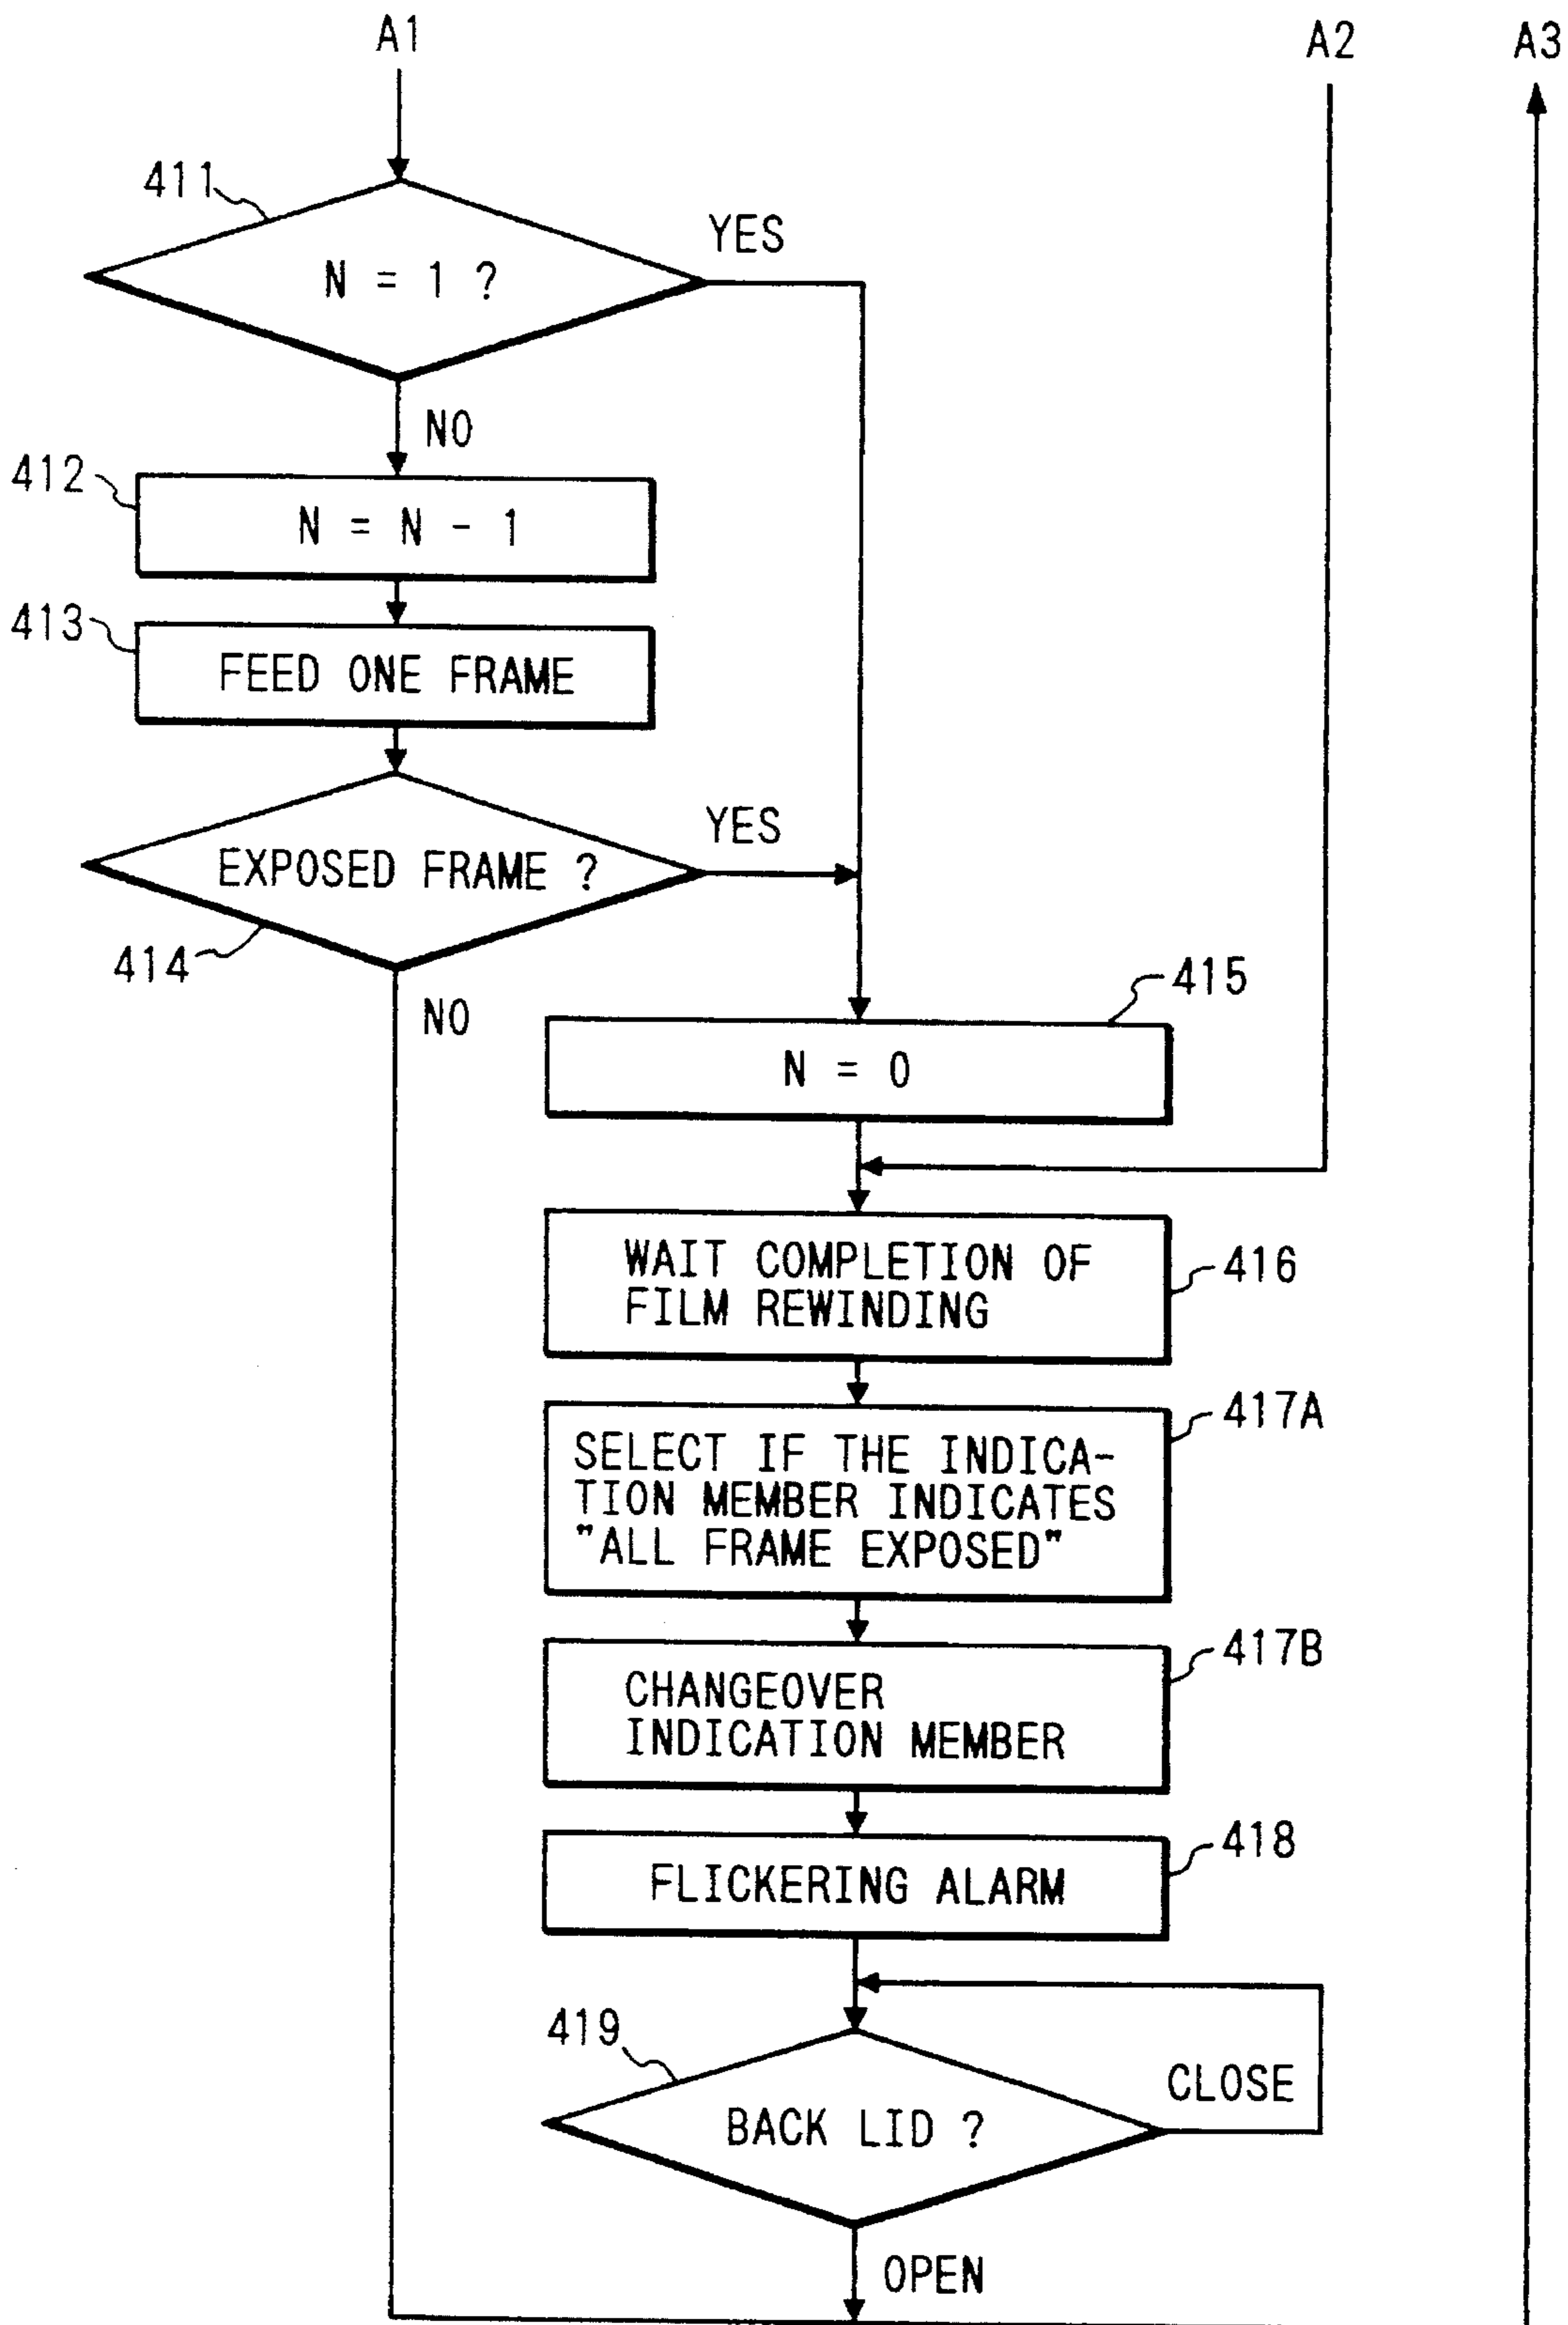 A1
A2
A3
411
YES
N = 1 ?
NO
412
N = N - 1
413
FEED ONE FRAME
YES
EXPOSED FRAME ?
414
NO
415
N = 0
WAIT COMPLETION OF
FILM REWINDING
416
417A
SELECT IF THE INDICA-
TION MEMBER INDICATES
"ALL FRAME EXPOSED"
417B
CHANGEOVER
INDICATION MEMBER
418
FLICKERING ALARM
419
CLOSE
BACK LID ?
OPEN